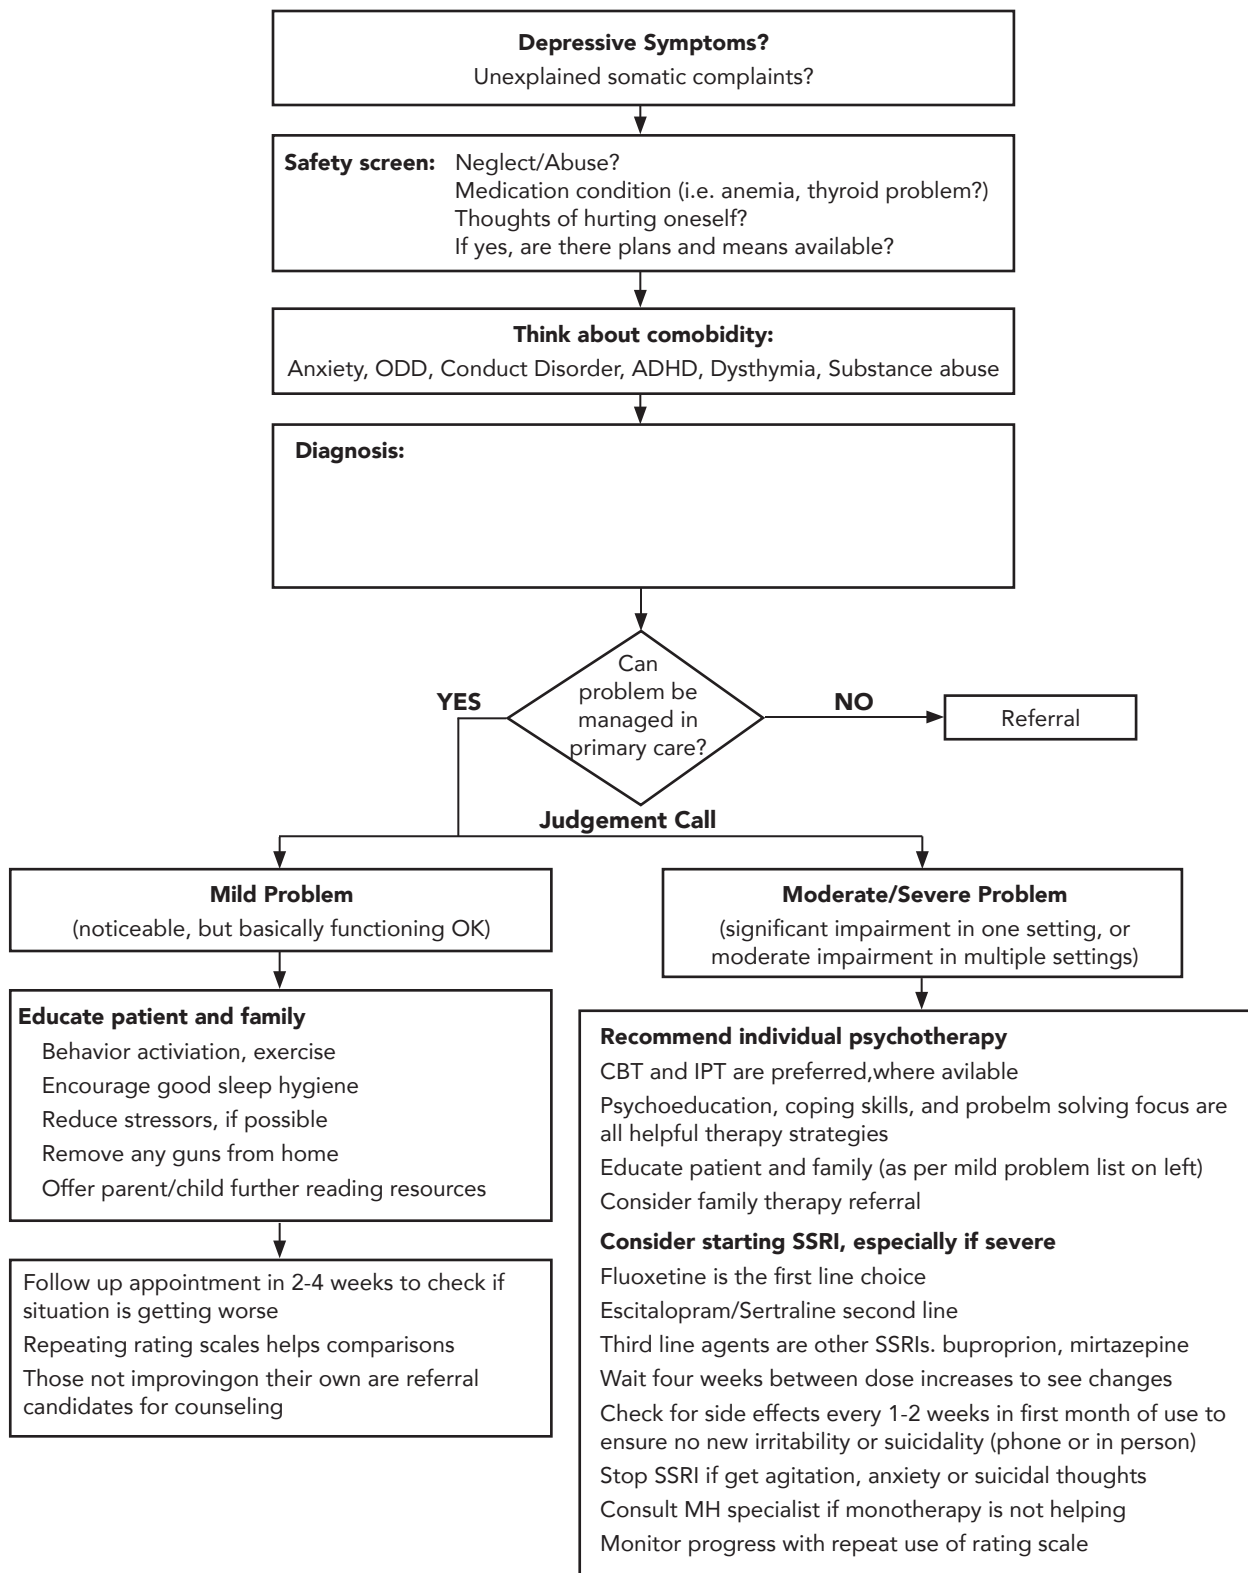 Depressive Symptoms?
Unexplained somatic complaints?
Safety screen: Neglect/Abuse?
Medication condition (i.e. anemia, thyroid problem?)
Thoughts of hurting oneself?
If yes, are there plans and means available?
Think about comobidity:
Anxiety, ODD, Conduct Disorder, ADHD, Dysthymia, Substance abuse
Diagnosis:
Can
problem be
managed in
primary care?
YES
NO
Referral
Judgement Call
Mild Problem
(noticeable, but basically functioning OK)
Educate patient and family
Behavior activiation, exercise
Encourage good sleep hygiene
Reduce stressors, if possible
Remove any guns from home
Offer parent/child further reading resources
Follow up appointment in 2-4 weeks to check if
situation is getting worse
Repeating rating scales helps comparisons
Those not improvingon their own are referral
candidates for counseling
Moderate/Severe Problem
(significant impairment in one setting, or
moderate impairment in multiple settings)
Recommend individual psychotherapy
CBT and IPT are preferred,where avilable
Psychoeducation, coping skills, and probelm solving focus are
all helpful therapy strategies
Educate patient and family (as per mild problem list on left)
Consider family therapy referral
Consider starting SSRI, especially if severe
Fluoxetine is the first line choice
Escitalopram/Sertraline second line
Third line agents are other SSRIs. buproprion, mirtazepine
Wait four weeks between dose increases to see changes
Check for side effects every 1-2 weeks in first month of use to
ensure no new irritability or suicidality (phone or in person)
Stop SSRI if get agitation, anxiety or suicidal thoughts
Consult MH specialist if monotherapy is not helping
Monitor progress with repeat use of rating scale